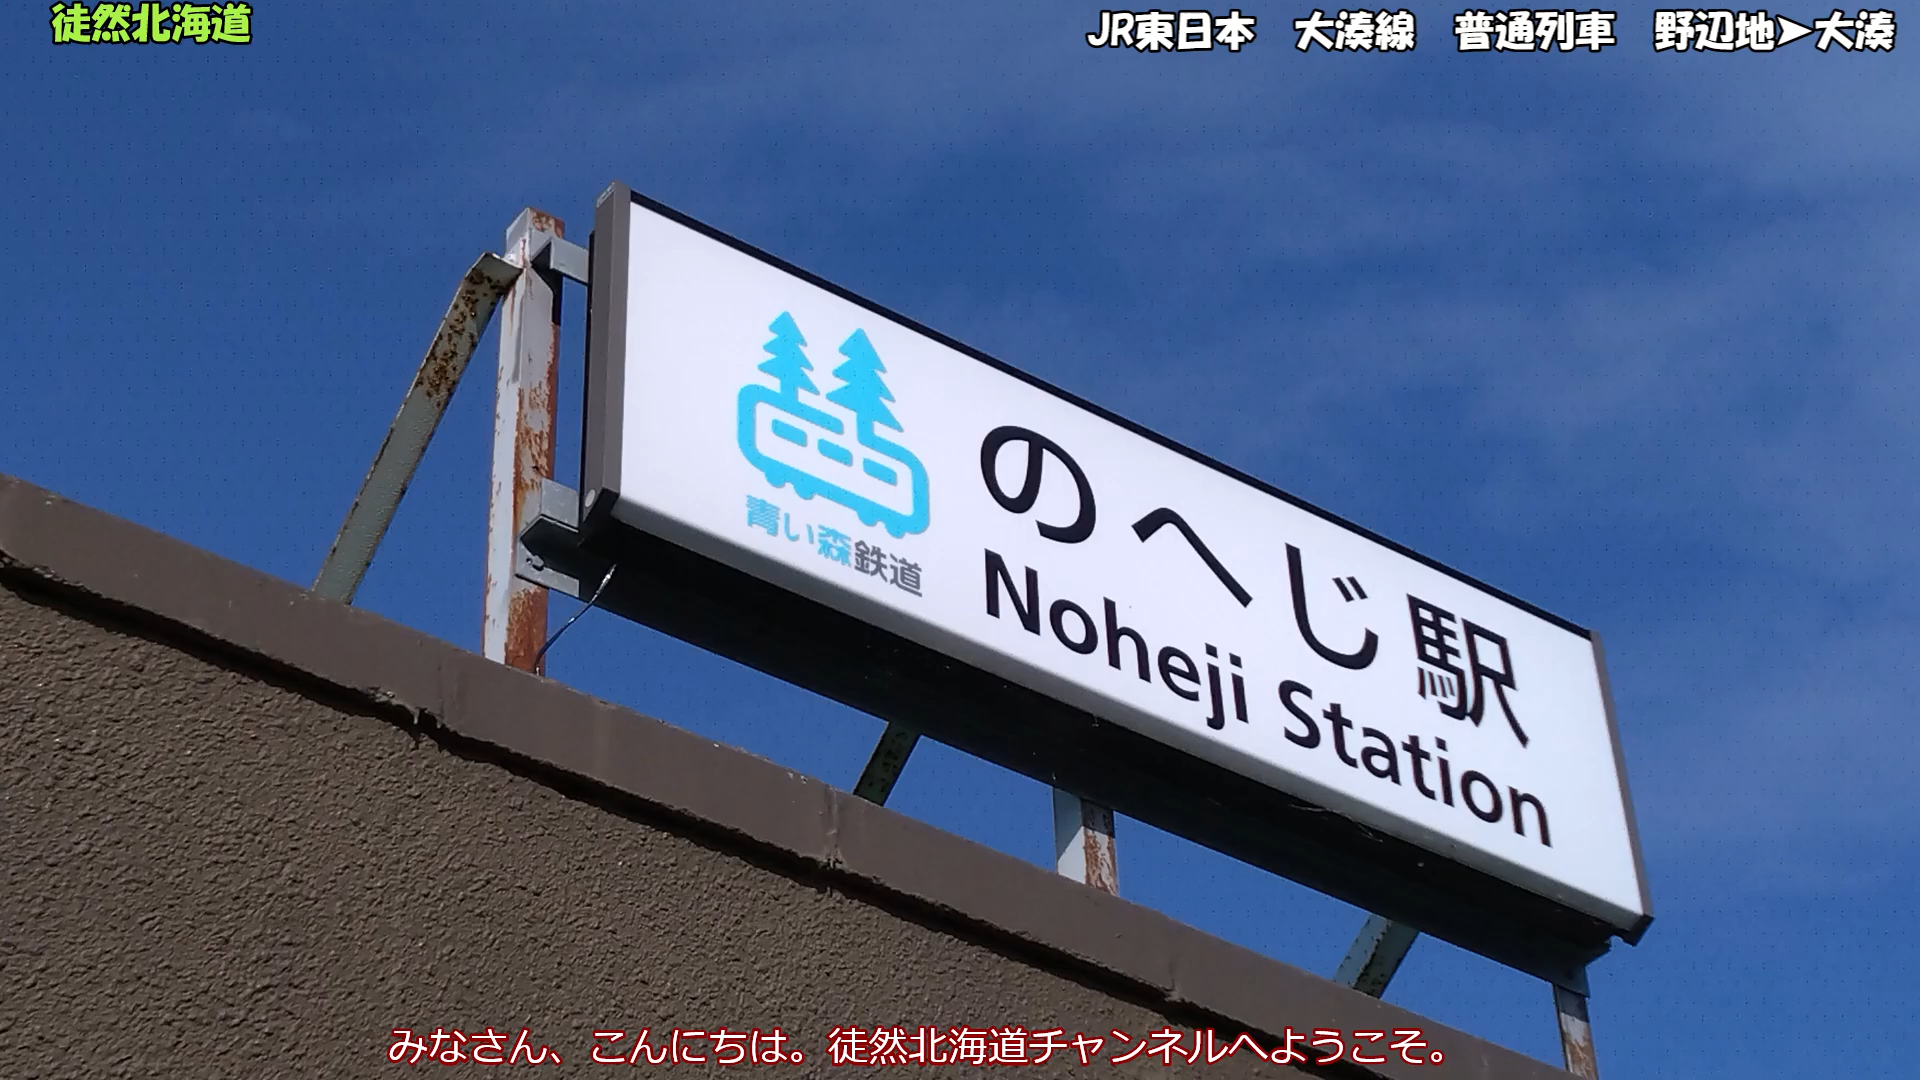 徒然北海道
JR東日本　大湊線　普通列車　野辺地➤大湊
青い森鉄道
のへじ駅
Noheji Station
みなさん、こんにちは。徒然北海道チャンネルへようこそ。